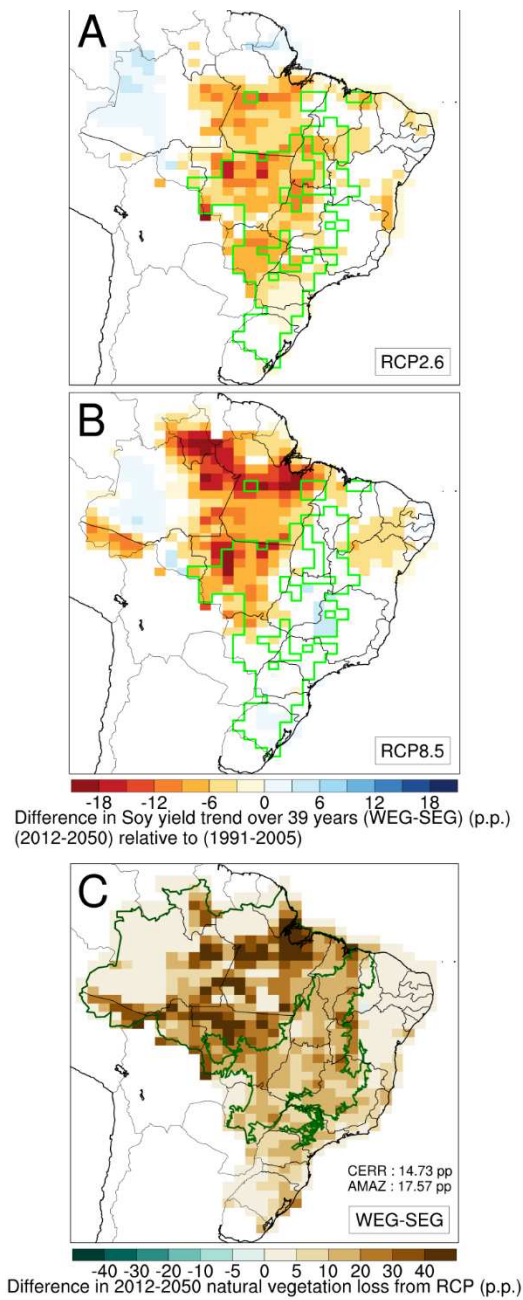 A
RCP2.6
B
RCP8.5
-18 -12 -6 0 6 12 18
Difference in Soy yield trend over 39 years (WEG-SEG) (p.p.)
(2012-2050) relative to (1991-2005)
C
CERR : 14.73 pp
AMAZ : 17.57 pp
WEG-SEG
-40 -30 -20 -10 -5 0 5 10 20 30 40
Difference in 2012-2050 natural vegetation loss from RCP (p.p.)